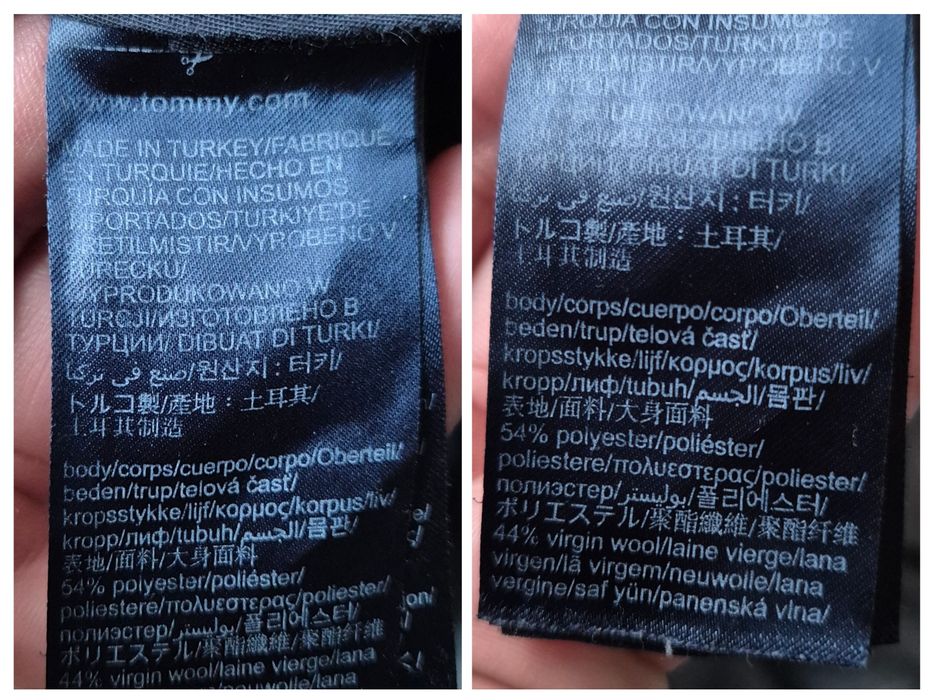 www.tommy.com
MADE IN TURKEY/FABRIQUÉ
EN TURQUIE/HECHO EN
TURQUIA CON INSUMOS
IMPORTADOS/TURKIYE'DE
URETILMISTIR/VYROBENO V
TURECKU/
WYPRODUKOWANO W
TURCJI/ИЗГОТОВЛЕНО В
ТУРЦИИ/ DIBUAT DI TURKI/
صنع في تركيا/원산지 : 터키/
トルコ製/產地：土耳其/
土耳其制造
body/corps/cuerpo/corpo/Oberteil/
beden/trup/telová časť/
kropsstykke/lijf/κορμος/korpus/liv/
kropp/лиф/tubuh/الجسم/몸판/
表地/面料/大身面料
54% polyester/poliéster/
poliestere/πολυεστερας/poliester/
полиэстер/بوليستر/폴리에스터/
ポリエステル/聚酯纖維/聚酯纤维
44% virgin wool/laine vierge/lana
TURQUIA CON INSUMOS
IMPORTADOS/TURKIYE'DE
URETILMISTIR/VYROBENO V
TURECKU/
WYPRODUKOWANO W
В
DIBUAT DI TURKI/
صنع في تركيا/원산지 : 터키/
トルコ製/產地：土耳其/
土耳其制造
body/corps/cuerpo/corpo/Oberteil/
beden/trup/telová časť/
kropsstykke/lijf/κορμος/korpus/liv/
kropp/лиф/tubuh/الجسم/몸판/
表地/面料/大身面料
54% polyester/poliéster/
poliestere/πολυεστερας/poliester/
полиэстер/بوليستر/폴리에스터/
ポリエステル/聚酯纖維/聚酯纤维
44% virgin wool/laine vierge/lana
virgen/lã virgem/neuwolle/lana
vergine/saf yün/panenská vlna/